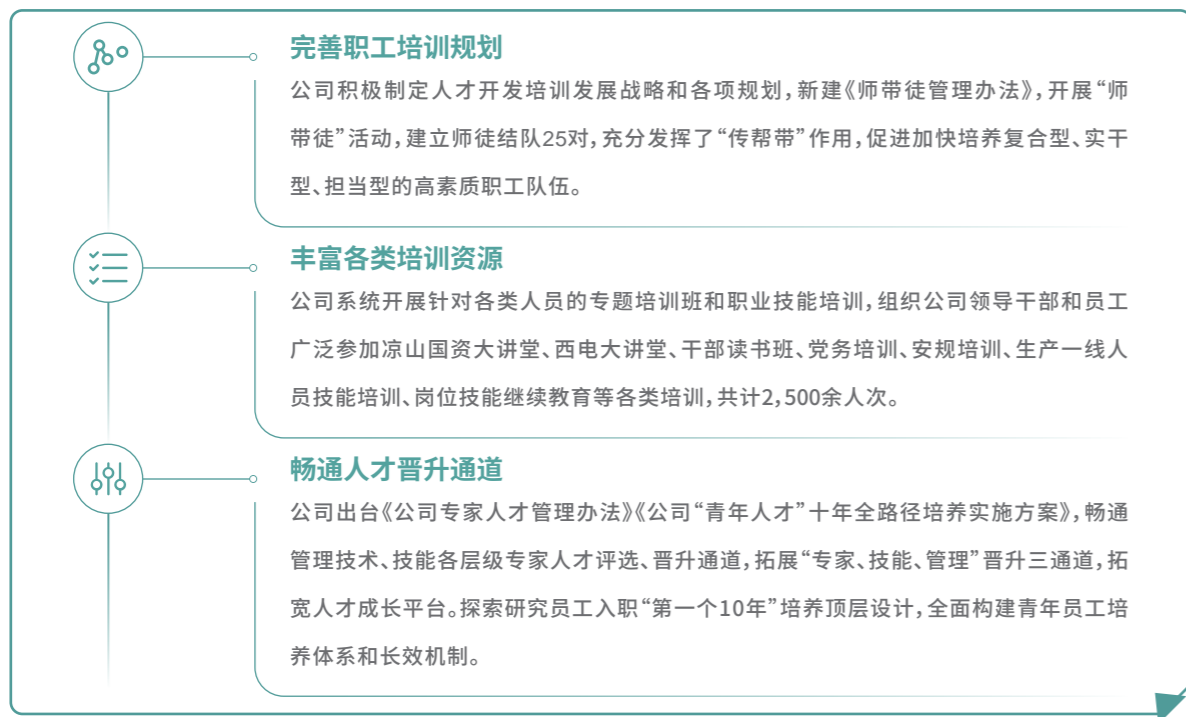 完善职工培训规划
公司积极制定人才开发培训发展战略和各项规划,新建《师带徒管理办法》,开展“师
带徒”活动,建立师徒结队25对,充分发挥了“传帮带”作用,促进加快培养复合型、实干
型、担当型的高素质职工队伍。
丰富各类培训资源
公司系统开展针对各类人员的专题培训班和职业技能培训,组织公司领导干部和员工
广泛参加凉山国资大讲堂、西电大讲堂、干部读书班、党务培训、安规培训、生产一线人
员技能培训、岗位技能继续教育等各类培训,共计2,500余人次。
畅通人才晋升通道
公司出台《公司专家人才管理办法》《公司“青年人才”十年全路径培养实施方案》,畅通
管理技术、技能各层级专家人才评选、晋升通道,拓展“专家、技能、管理”晋升三通道,拓
宽人才成长平台。探索研究员工入职“第一个10年”培养顶层设计,全面构建青年员工培
养体系和长效机制。